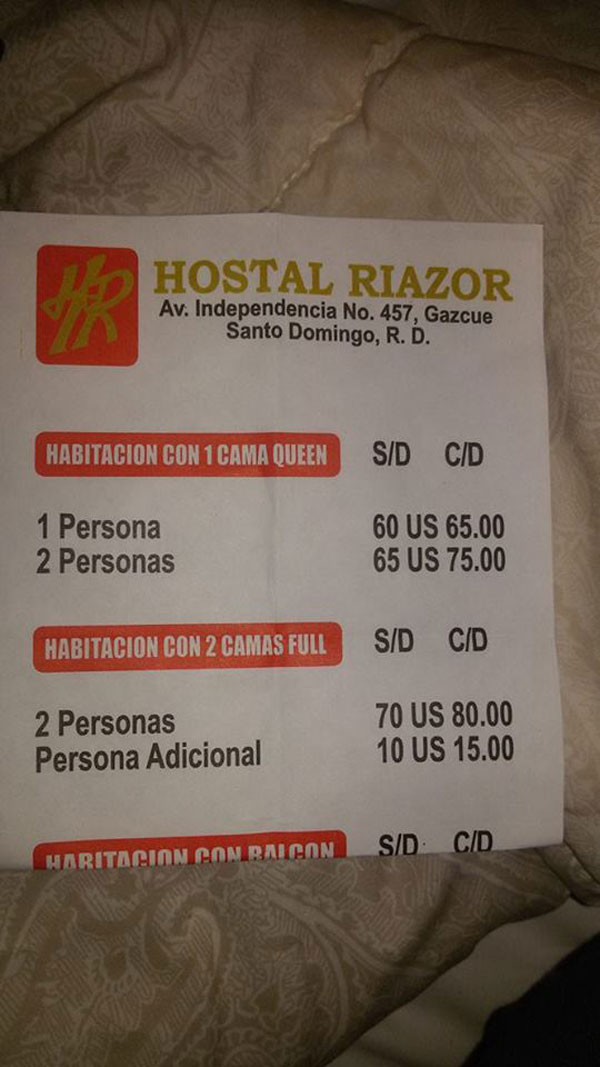 HR
HOSTAL RIAZOR
Av. Independencia No. 457, Gazcue
Santo Domingo, R. D.
HABITACION CON 1 CAMA QUEEN S/D C/D
1 Persona 60 US 65.00
2 Personas 65 US 75.00
HABITACION CON 2 CAMAS FULL S/D C/D
2 Personas 70 US 80.00
Persona Adicional 10 US 15.00
HABITACION CON BALCON S/D C/D